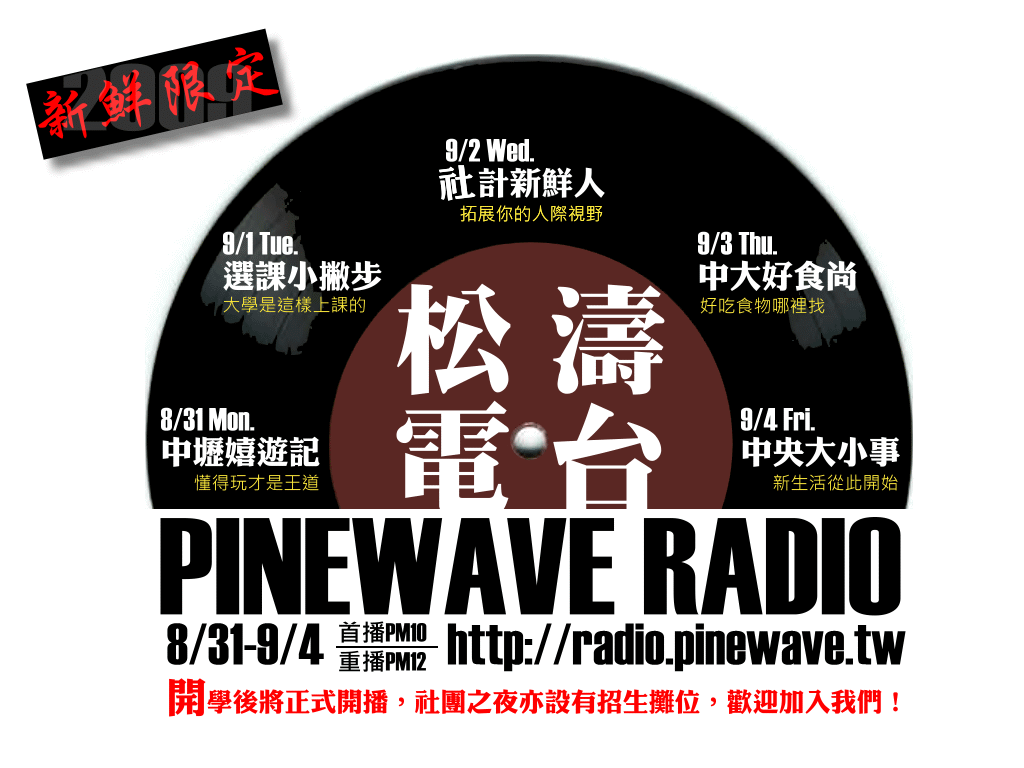 2009
新鮮限定
9/2 Wed.
社計新鮮人
拓展你的人際視野
9/1 Tue.
選課小撇步
大學是這樣上課的
9/3 Thu.
中大好食尚
好吃食物哪裡找
8/31 Mon.
中壢嬉遊記
懂得玩才是王道
9/4 Fri.
中央大小事
新生活從此開始
松濤
電台
PINEWAVE RADIO
8/31-9/4 首播PM10 http://radio.pinewave.tw
重播PM12
開學後將正式開播，社團之夜亦設有招生攤位，歡迎加入我們！